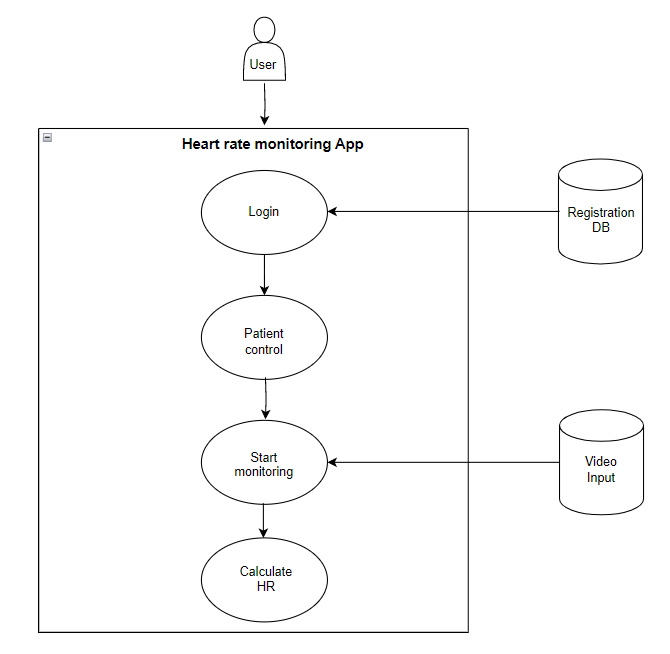 User
Heart rate monitoring App
Login
Registration
DB
Patient
control
Start
monitoring
Video
Input
Calculate
HR